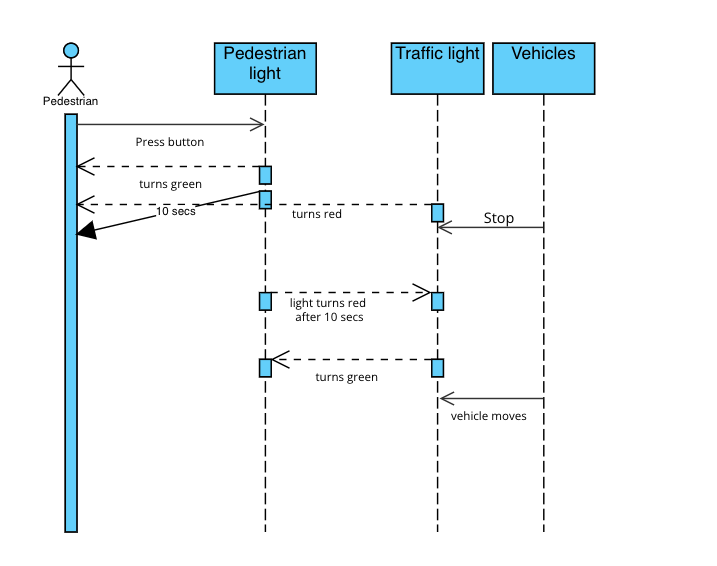 Pedestrian
light
Traffic light
Vehicles
Pedestrian
Press button
turns green
10 secs
turns red
Stop
light turns red
after 10 secs
turns green
vehicle moves